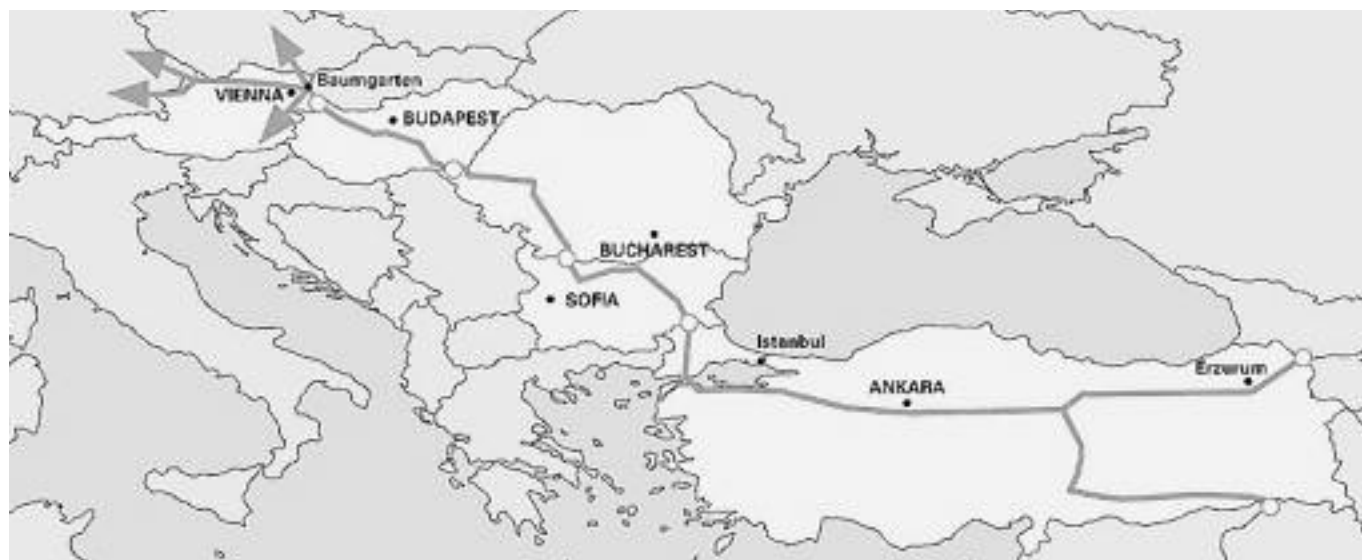 Baumgarten
VIENNA
BUDAPEST
BUCHAREST
SOFIA
Istanbul
Erzurum
ANKARA